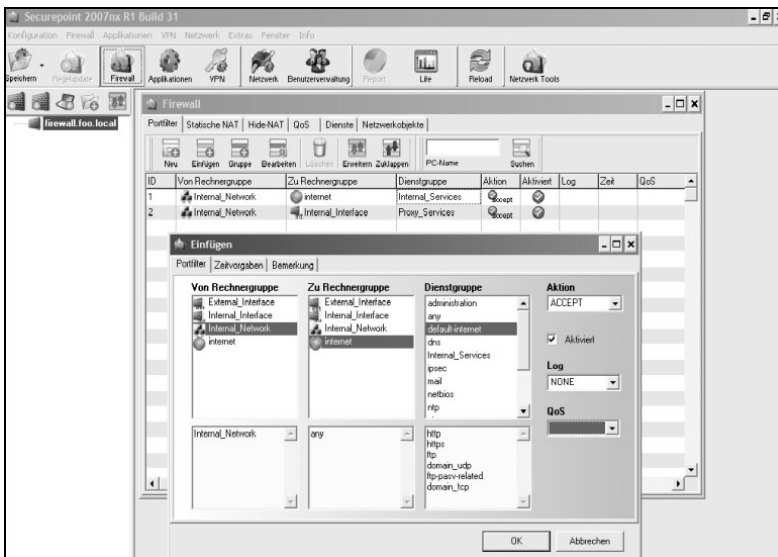 Securepoint 2007nx R1 Build 31
Konfiguration Firewall Applikationen VPN Netzwerk Extras Fenster Info
Speichern Regelupdate Firewall Applikationen VPN Netzwerk Benutzerverwaltung Report Life Reload Netzwerk Tools
firewall.foo.local
Firewall
Portfilter Statische NAT Hide-NAT QoS Dienste Netzwerkobjekte
Neu Einfügen Gruppe Bearbeiten Löschen Erweitern Zuklappen PC-Name Suchen
ID Von Rechnergruppe Zu Rechnergruppe Dienstgruppe Aktion Aktiviert Log Zeit QoS
1 Internal_Network internet Internal_Services Accept
2 Internal_Network Internal_Interface Proxy_Services Accept
Einfügen
Portfilter Zeitvorgaben Bemerkung
Von Rechnergruppe Zu Rechnergruppe Dienstgruppe Aktion
External_Interface External_Interface administration ACCEPT
Internal_Interface Internal_Interface any
Internal_Network Internal_Network default-internet
internet internet dns Aktiviert
Internal_Services
ipsec Log
mail NONE
netbios
ntp QoS
Internal_Network any http
https
ftp
domain_udp
ftp-pasv-related
domain_tcp
OK Abbrechen